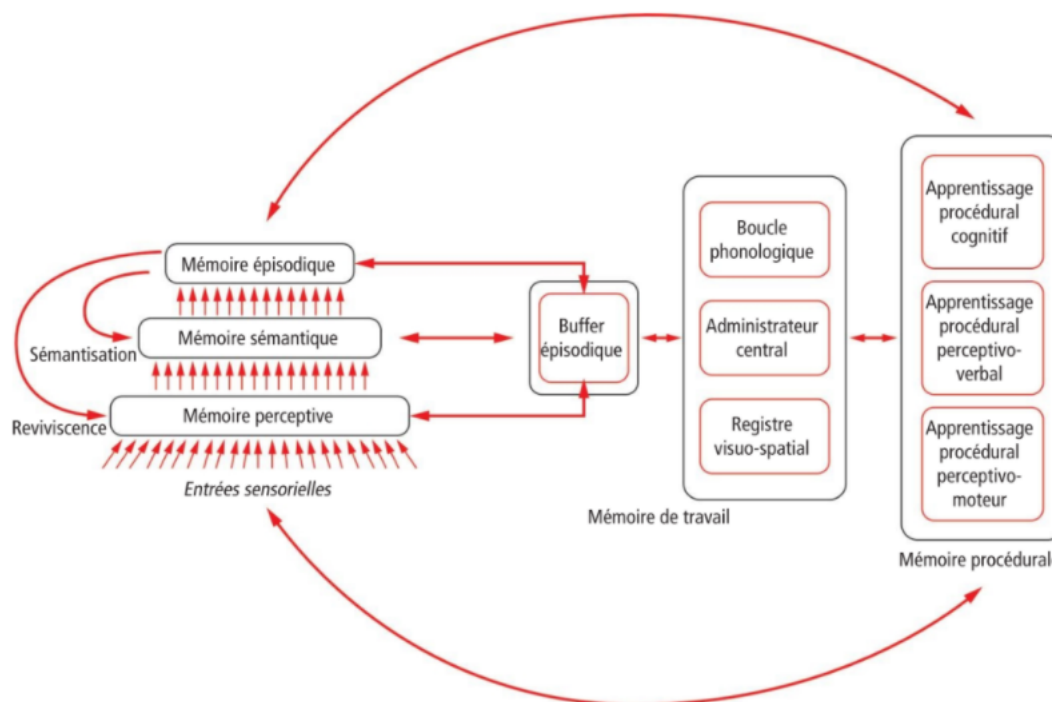 Mémoire épisodique
Sémantisation
Mémoire sémantique
Reviviscence
Mémoire perceptive
Entrées sensorielles
Buffer
épisodique
Boucle
phonologique
Administrateur
central
Registre
visuo-spatial
Mémoire de travail
Apprentissage
procédural
cognitif
Apprentissage
procédural
perceptivo-
verbal
Apprentissage
procédural
perceptivo-
moteur
Mémoire procédurale